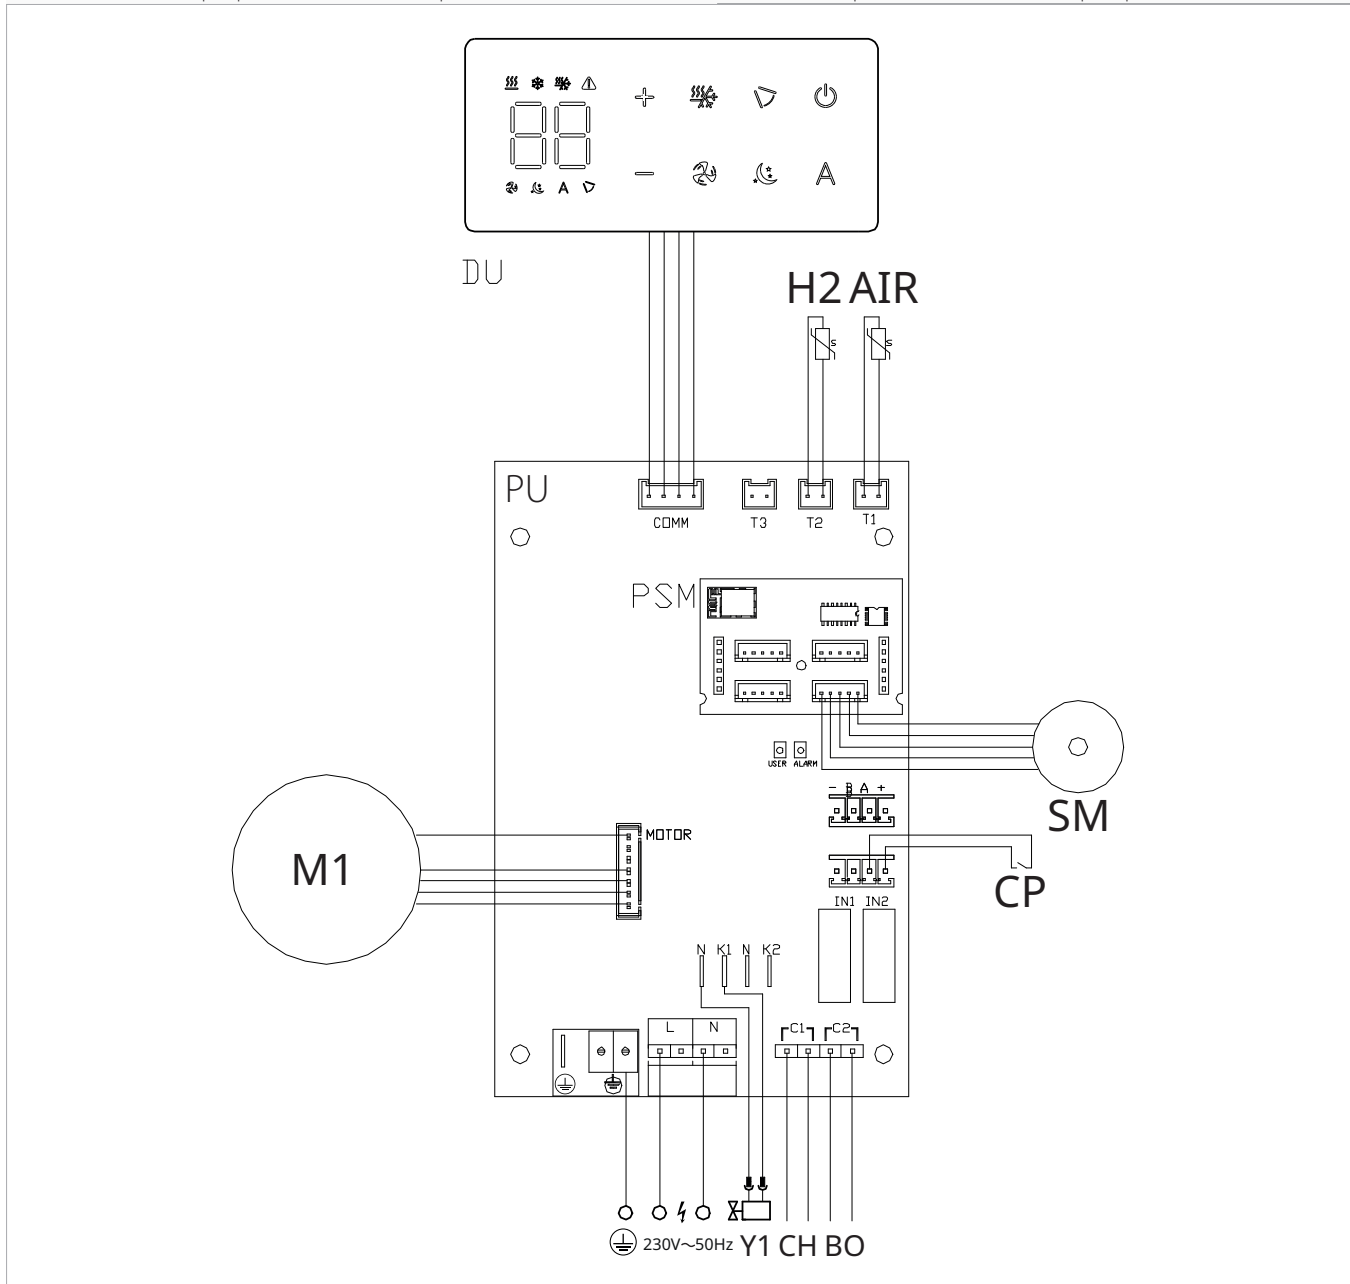 88
A
A
DU
H2 AIR
S
S
PU
COMM
T3
T2
T1
PSM
USER
ALARM
- B A +
SM
M1
MOTOR
CP
IN1
IN2
N K1 N K2
L
N
C1
C2
230V~50Hz
Y1 CH BO